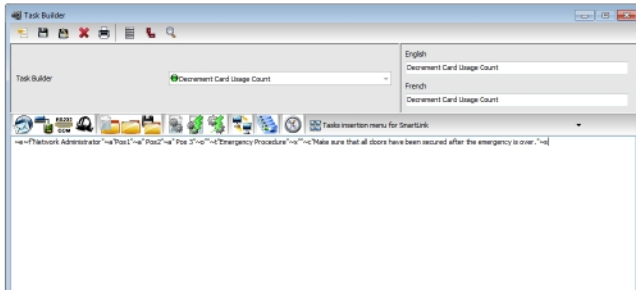 Task Builder
English
Decrement Card Usage Count
Task Builder
Decrement Card Usage Count
French
Decrement Card Usage Count
RS232
COM
Tasks insertion menu for SmartLink
~e~f"Network Administrator"~a"Pos1"~a" Pos2"~a" Pos 3"~o""~t"Emergency Procedure"~x""~c"Make sure that all doors have been secured after the emergency is over."~s